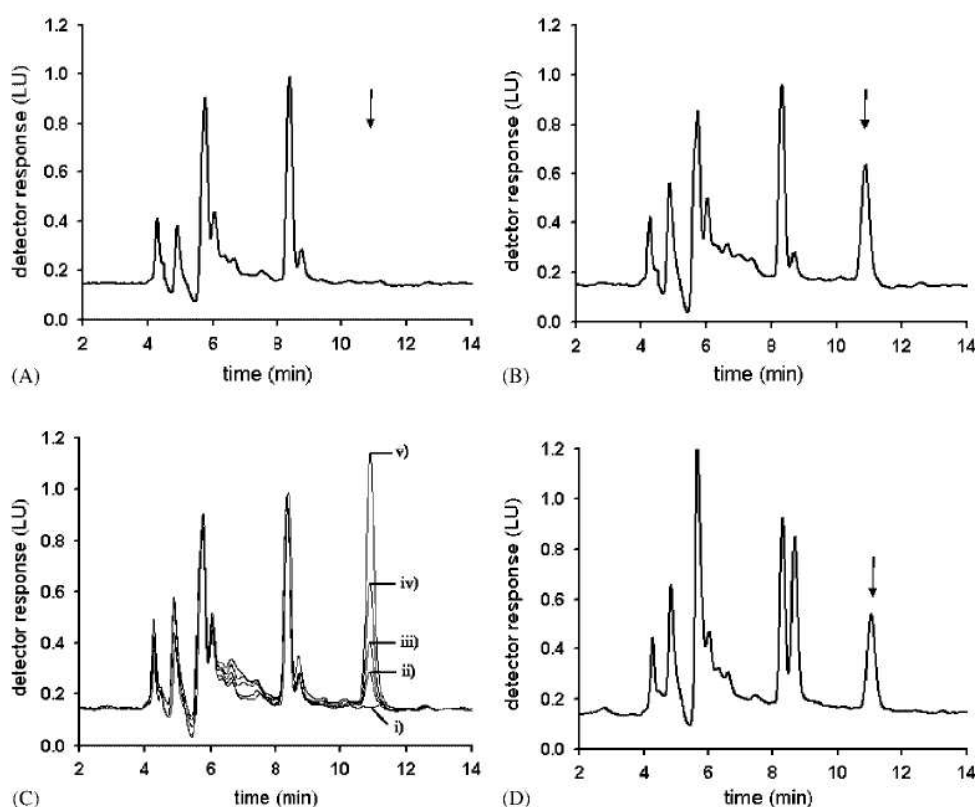 1.2
1.0
0.8
0.6
0.4
0.2
0.0
detector response (LU)
2 4 6 8 10 12 14
(A) time (min)
1.2
1.0
0.8
0.6
0.4
0.2
0.0
detctor response (LU)
2 4 6 8 10 12 14
(B) time (min)
1.2
1.0
0.8
0.6
0.4
0.2
0.0
detector response (LU)
v)
iv)
iii)
ii)
i)
2 4 6 8 10 12 14
(C) time (min)
1.2
1.0
0.8
0.6
0.4
0.2
0.0
detector response (LU)
2 4 6 8 10 12 14
(D) time (min)